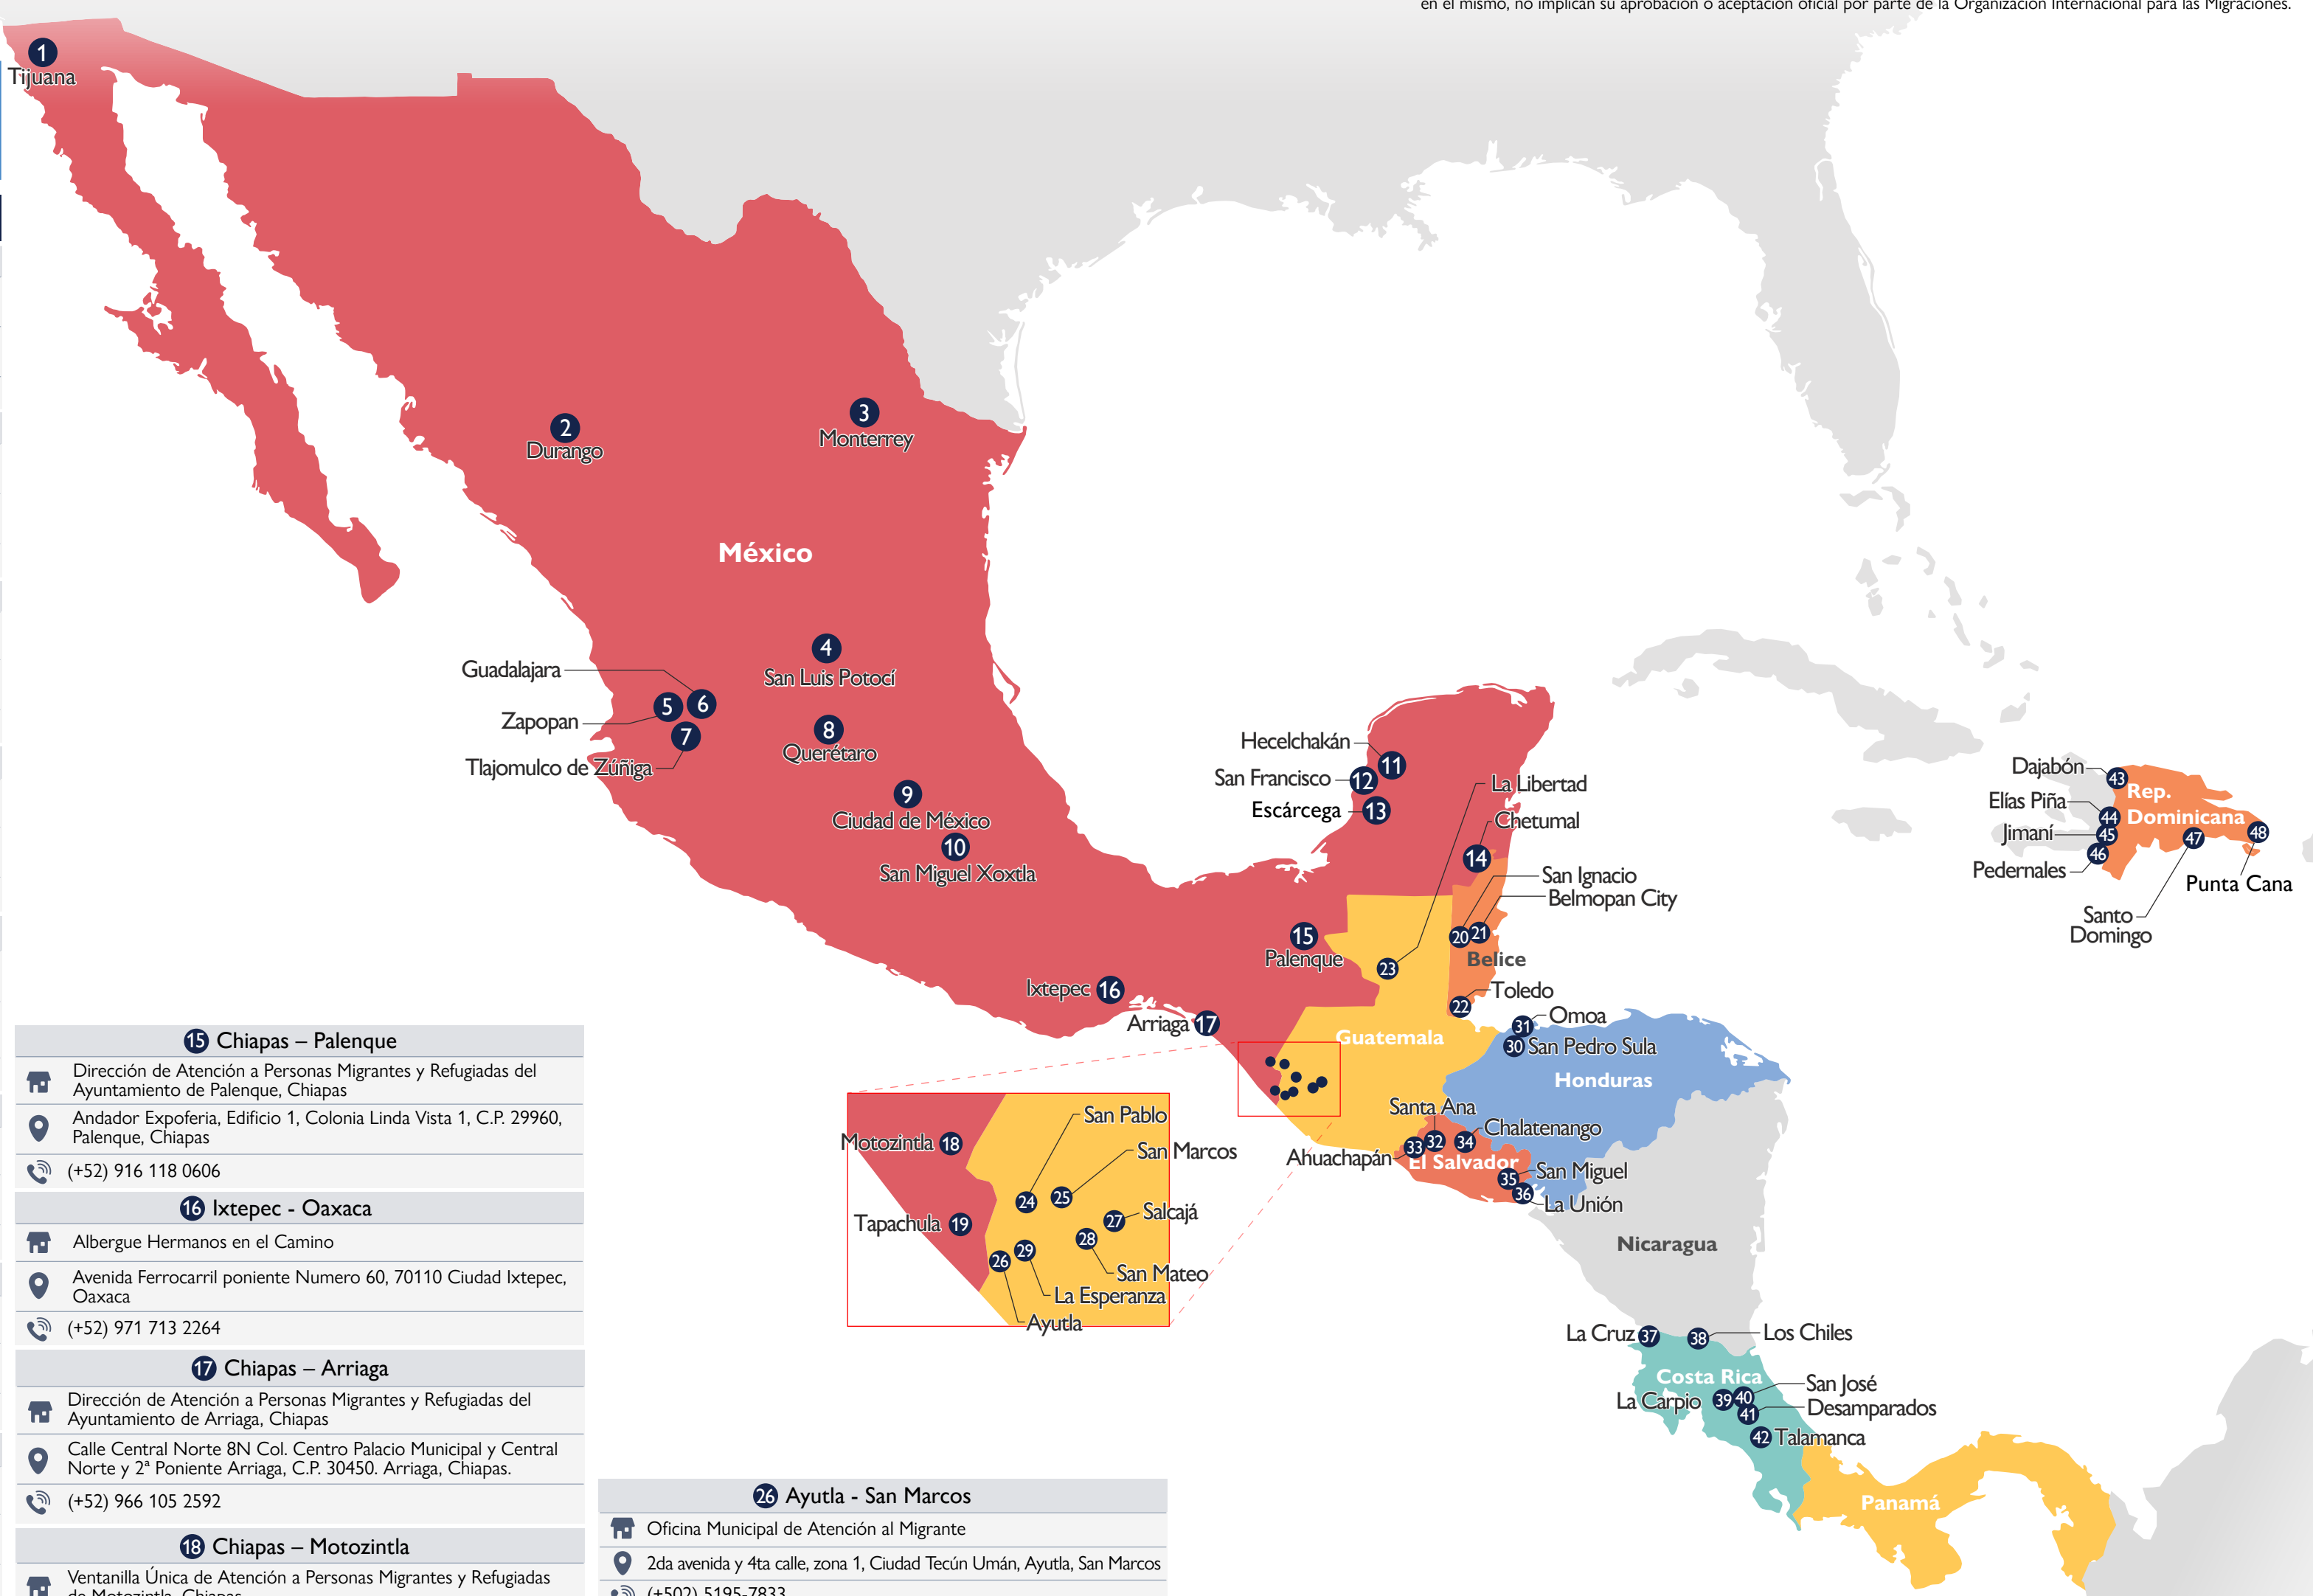 en el mismo, no implican su aprobación o aceptación oficial por parte de la Organización Internacional para las Migraciones.
1
Tijuana
2
Durango
3
Monterrey
México
4
San Luis Potocí
Guadalajara
5
6
Zapopan
7
Tlajomulco de Zúñiga
8
Querétaro
9
Ciudad de México
10
San Miguel Xoxtla
Hecelchakán
11
San Francisco
12
Escárcega
13
La Libertad
Chetumal
14
San Ignacio
Belmopan City
20
21
Belice
15
Palenque
23
Toledo
22
Ixtepec
16
Arriaga
17
Guatemala
Omoa
31
30
San Pedro Sula
Honduras
Santa Ana
32
Chalatenango
34
Ahuachapán
33
El Salvador
San Miguel
35
36
La Unión
Nicaragua
Dajabón
43
Rep.
Dominicana
Elías Piña
44
Jimaní
45
46
Pedernales
47
48
Punta Cana
Santo
Domingo
Motozintla
18
San Pablo
San Marcos
24
25
Tapachula
19
27
Salcajá
28
29
26
San Mateo
La Esperanza
Ayutla
La Cruz
37
38
Los Chiles
Costa Rica
La Carpio
39
40
San José
41
Desamparados
42
Talamanca
Panamá
15 Chiapas – Palenque
Dirección de Atención a Personas Migrantes y Refugiadas del
Ayuntamiento de Palenque, Chiapas
Andador Expoferia, Edificio 1, Colonia Linda Vista 1, C.P. 29960,
Palenque, Chiapas
(+52) 916 118 0606
16 Ixtepec - Oaxaca
Albergue Hermanos en el Camino
Avenida Ferrocarril poniente Numero 60, 70110 Ciudad Ixtepec,
Oaxaca
(+52) 971 713 2264
17 Chiapas – Arriaga
Dirección de Atención a Personas Migrantes y Refugiadas del
Ayuntamiento de Arriaga, Chiapas
Calle Central Norte 8N Col. Centro Palacio Municipal y Central
Norte y 2ª Poniente Arriaga, C.P. 30450. Arriaga, Chiapas.
(+52) 966 105 2592
18 Chiapas – Motozintla
Ventanilla Única de Atención a Personas Migrantes y Refugiadas
de Motozintla, Chiapas
26 Ayutla - San Marcos
Oficina Municipal de Atención al Migrante
2da avenida y 4ta calle, zona 1, Ciudad Tecún Umán, Ayutla, San Marcos
(+502) 5195-7833